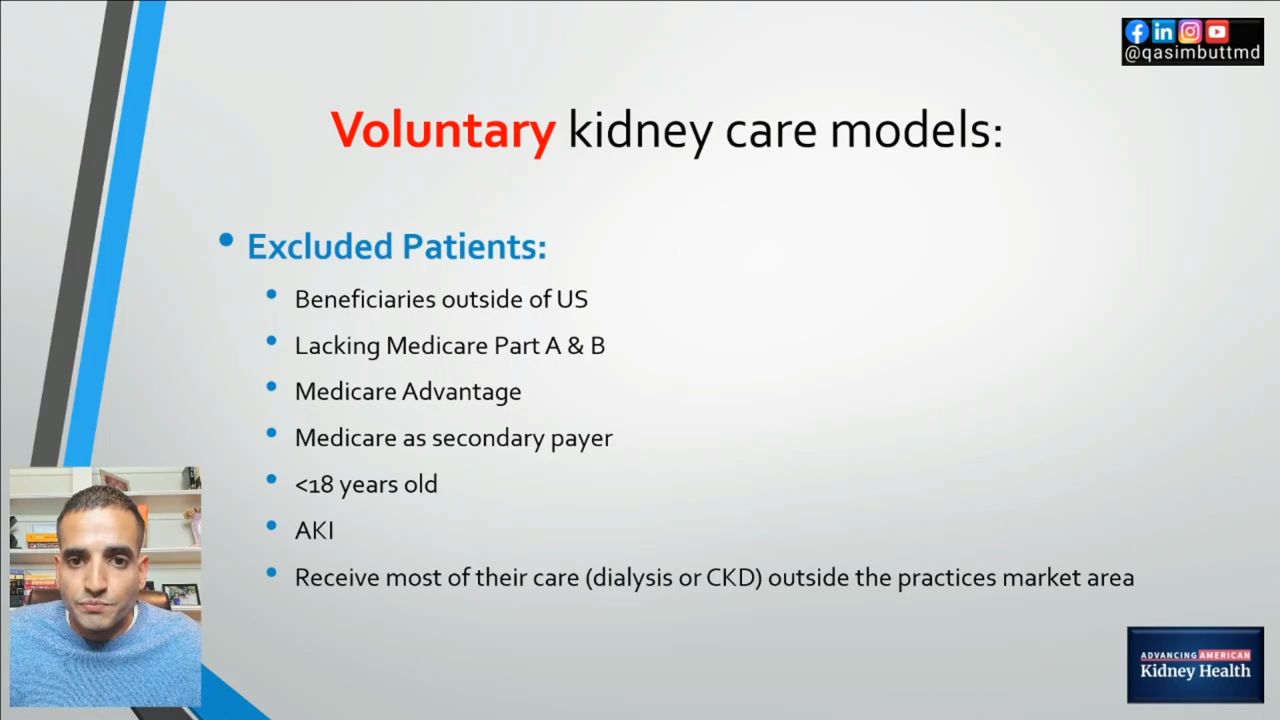 @qasimbuttmd
Voluntary kidney care models:
• Excluded Patients:
• Beneficiaries outside of US
• Lacking Medicare Part A & B
• Medicare Advantage
• Medicare as secondary payer
• <18 years old
• AKI
• Receive most of their care (dialysis or CKD) outside the practices market area
ADVANCING AMERICAN
Kidney Health